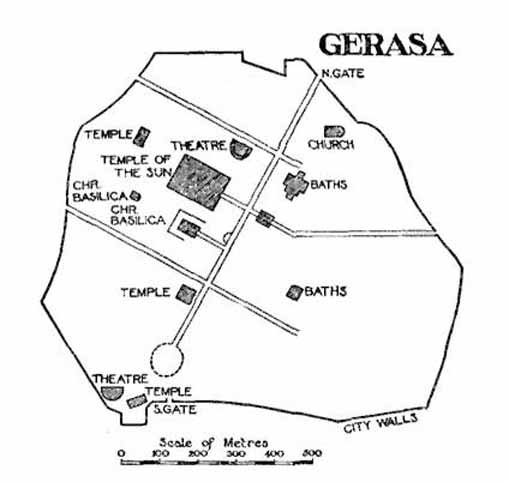 GERASA
N. GATE
TEMPLE
THEATRE
CHURCH
TEMPLE OF
THE SUN
CHR.
BASILICA
BATHS
CHR.
BASILICA
TEMPLE
BATHS
THEATRE
TEMPLE
S. GATE
CITY WALLS
Scale of Metres
0 100 200 300 400 500